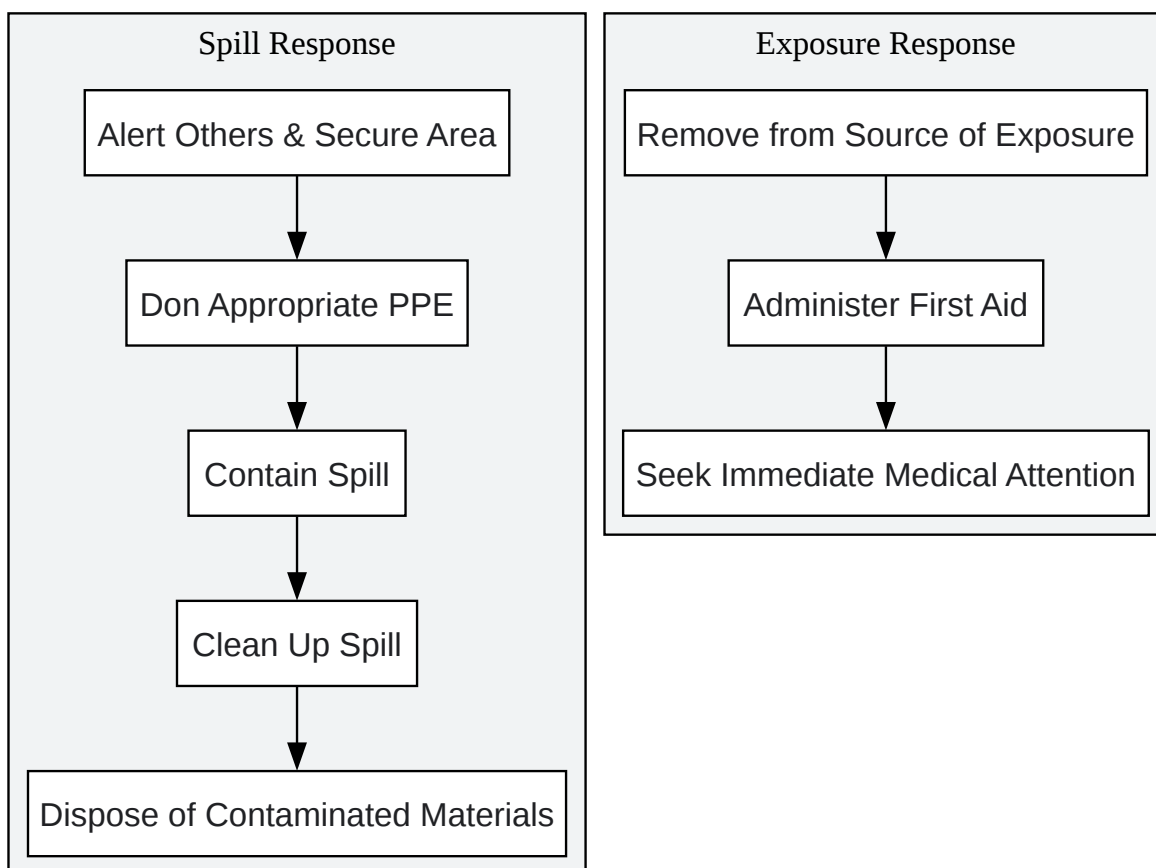 Spill Response
Alert Others & Secure Area
Don Appropriate PPE
Contain Spill
Clean Up Spill
Dispose of Contaminated Materials
Exposure Response
Remove from Source of Exposure
Administer First Aid
Seek Immediate Medical Attention